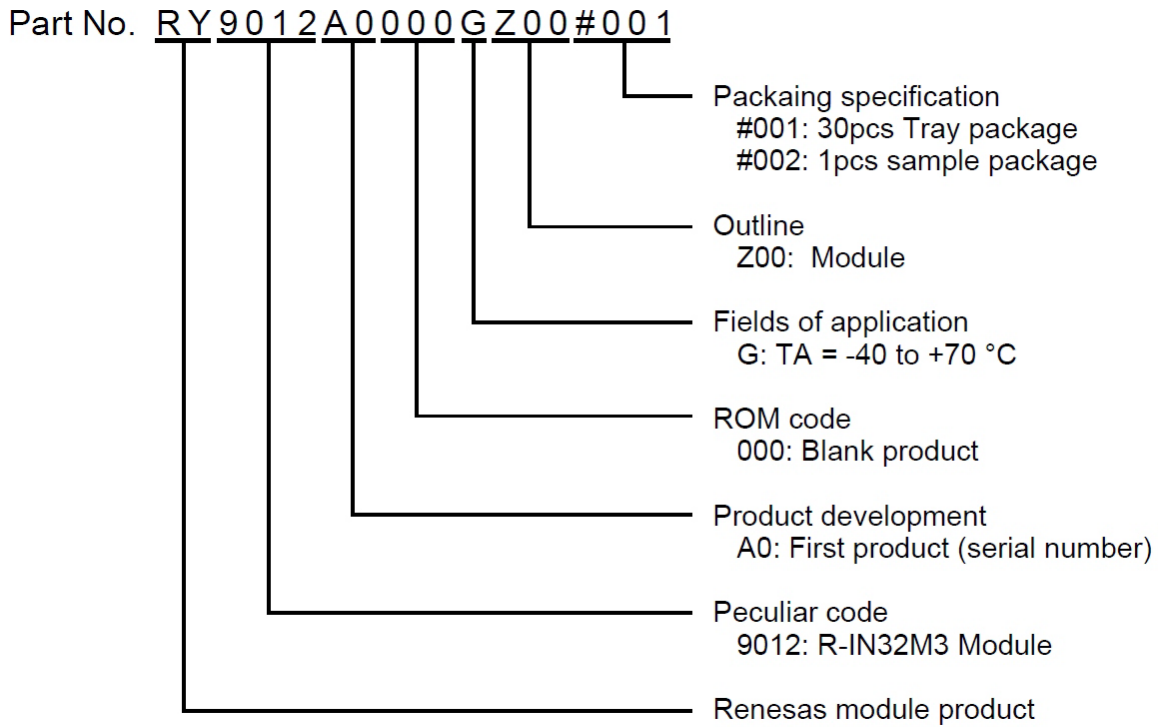 Part No. RY9012A0000GZ00#001
Packaing specification
#001: 30pcs Tray package
#002: 1pcs sample package
Outline
Z00: Module
Fields of application
G: TA = -40 to +70 °C
ROM code
000: Blank product
Product development
A0: First product (serial number)
Peculiar code
9012: R-IN32M3 Module
Renesas module product